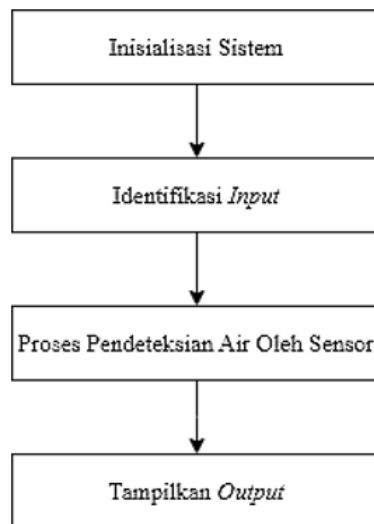 Inisialisasi Sistem
Identifikasi Input
Proses Pendeteksian Air Oleh Sensor
Tampilkan Output